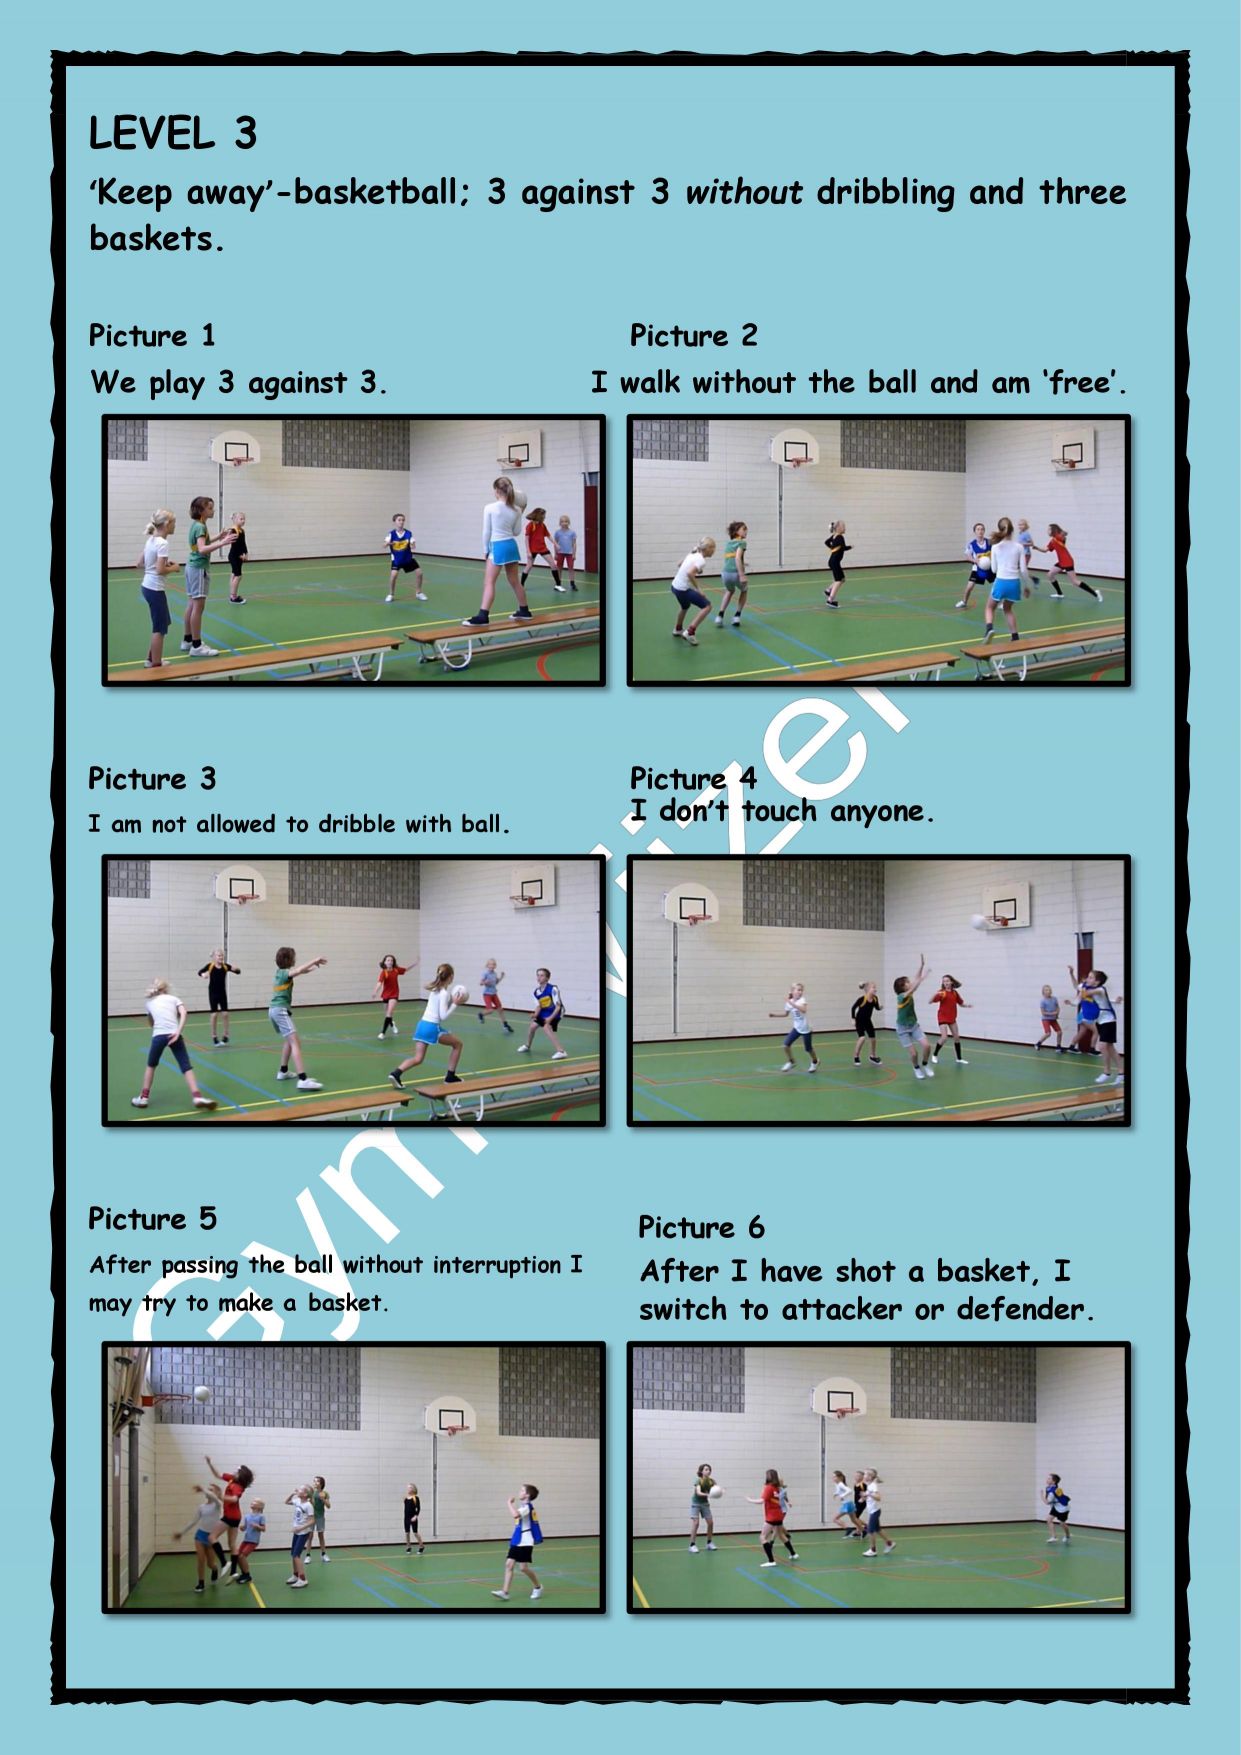 LEVEL 3
‘Keep away’-basketball; 3 against 3 without dribbling and three
baskets.
Picture 1
We play 3 against 3.
Picture 2
I walk without the ball and am ‘free’.
Picture 3
I am not allowed to dribble with ball.
Picture 4
I don’t touch anyone.
Picture 5
After passing the ball without interruption I
may try to make a basket.
Picture 6
After I have shot a basket, I
switch to attacker or defender.